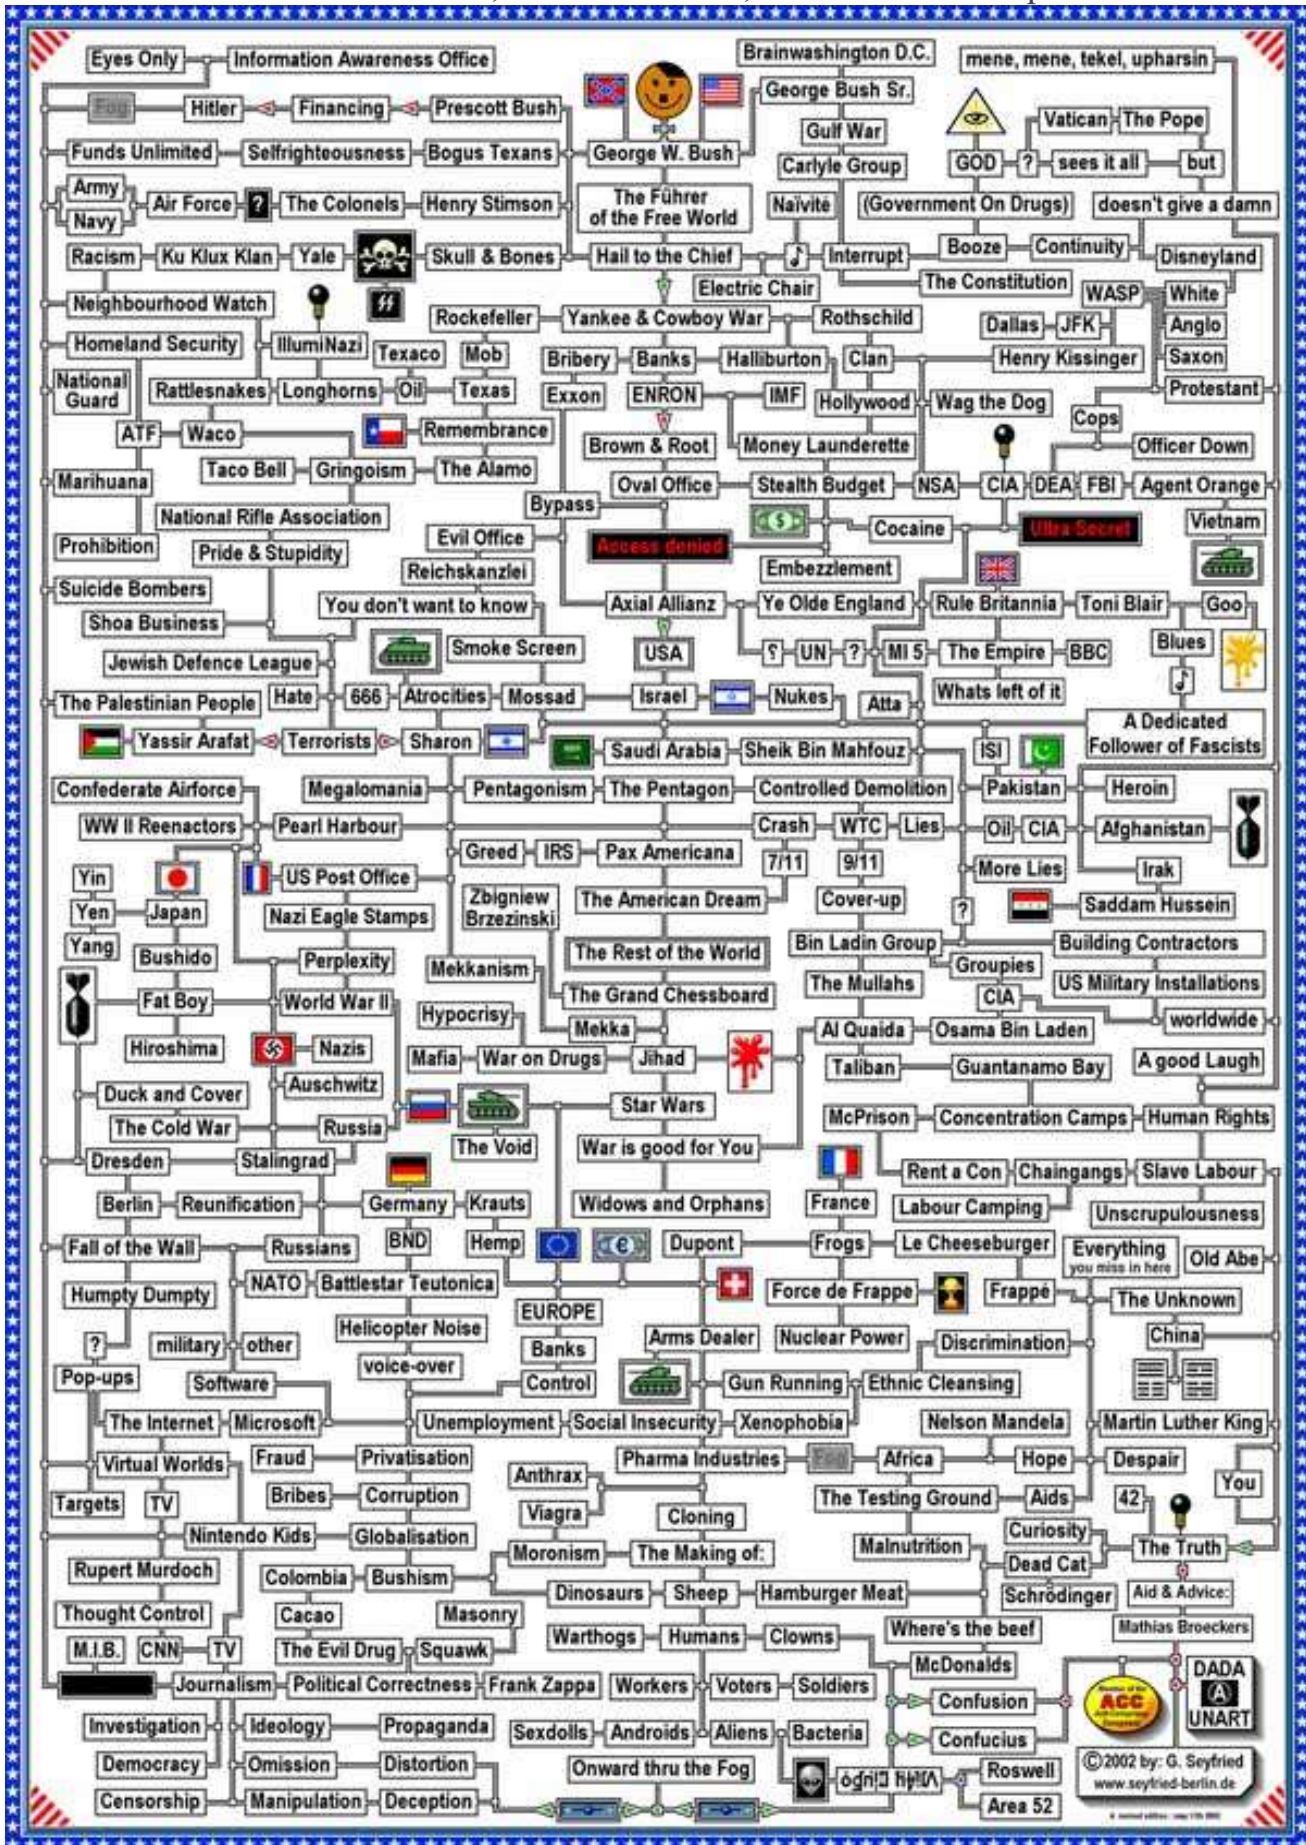 Brainwashington D.C.
Eyes Only Information Awareness Office mene, mene, tekel, upharsin
Fog Hitler Financing Prescott Bush George Bush Sr.
Vatican The Pope
Gulf War
Funds Unlimited Selfrighteousness Bogus Texans George W. Bush Carlyle Group GOD ? sees it all but
Army
Air Force ? The Colonels Henry Stimson
Navy
The Führer
of the Free World
Naïvité (Government On Drugs) doesn't give a damn
Racism Ku Klux Klan Yale Skull & Bones Hail to the Chief Interrupt Booze Continuity Disneyland
Electric Chair The Constitution
Neighbourhood Watch WASP White
Rockefeller Yankee & Cowboy War Rothschild Dallas JFK Anglo
Homeland Security IllumiNazi Texaco Mob Bribery Banks Halliburton Clan Henry Kissinger Saxon
National
Guard
Rattlesnakes Longhorns Oil Texas Exxon ENRON IMF Hollywood Wag the Dog Protestant
Cops
ATF Waco Remembrance Brown & Root Money Launderette Officer Down
Taco Bell Gringoism The Alamo
Marihuana Oval Office Stealth Budget NSA CIA DEA FBI Agent Orange
Bypass
National Rifle Association $ Cocaine Ultra Secret Vietnam
Prohibition Pride & Stupidity Evil Office Access denied
Reichskanzlei Embezzlement
Suicide Bombers You don't want to know Axial Allianz Ye Olde England Rule Britannia Toni Blair Goo
Shoa Business
Jewish Defence League Smoke Screen USA ? UN ? MI 5 The Empire BBC Blues
The Palestinian People Hate 666 Atrocities Mossad Israel Nukes Atta Whats left of it
A Dedicated
Follower of Fascists
Yassir Arafat Terrorists Sharon Saudi Arabia Sheik Bin Mahfouz ISI
Confederate Airforce Megalomania Pentagonism The Pentagon Controlled Demolition Pakistan Heroin
WW II Reenactors Pearl Harbour Crash WTC Lies Oil CIA Afghanistan
Greed IRS Pax Americana 7/11 9/11 More Lies Irak
Yin US Post Office
Yen Japan Nazi Eagle Stamps
Zbigniew
Brzezinski
The American Dream Cover-up ? Saddam Hussein
Yang Bushido Perplexity Mekkanism The Rest of the World Bin Ladin Group Building Contractors
Groupies
Fat Boy World War II The Grand Chessboard The Mullahs US Military Installations
CIA
Hypocrisy Mekka Al Quaida Osama Bin Laden worldwide
Hiroshima Nazis Mafia War on Drugs Jihad Taliban Guantanamo Bay A good Laugh
Auschwitz
Duck and Cover
The Cold War Russia Star Wars McPrison Concentration Camps Human Rights
The Void War is good for You
Dresden Stalingrad Rent a Con Chaingangs Slave Labour
Berlin Reunification Germany Krauts Widows and Orphans France Labour Camping Unscrupulousness
Fall of the Wall Russians BND Hemp € Dupont Frogs Le Cheeseburger
Everything
you miss in here
Old Abe
NATO Battlestar Teutonica
Humpty Dumpty EUROPE Force de Frappe Frappé The Unknown
Helicopter Noise
? military other Banks Arms Dealer Nuclear Power Discrimination China
voice-over
Pop-ups Software Control Gun Running Ethnic Cleansing
The Internet Microsoft Unemployment Social Insecurity Xenophobia Nelson Mandela Martin Luther King
Virtual Worlds Fraud Privatisation Pharma Industries Fog Africa Hope Despair
Anthrax You
Targets TV Bribes Corruption The Testing Ground Aids 42
Viagra Cloning
Nintendo Kids Globalisation Curiosity
Moronism The Making of: Malnutrition The Truth
Rupert Murdoch Colombia Bushism Dead Cat
Dinosaurs Sheep Hamburger Meat Schrödinger Aid & Advice:
Thought Control Cacao Masonry
Warthogs Humans Clowns Where's the beef Mathias Broeckers
M.I.B. CNN TV The Evil Drug Squawk McDonalds
Journalism Political Correctness Frank Zappa Workers Voters Soldiers
Confusion ACC
DADA
A
UNART
Investigation Ideology Propaganda Sexdolls Androids Aliens Bacteria Confucius
Democracy Omission Distortion Onward thru the Fog Roswell
©2002 by: G. Seyfried
www.seyfried-berlin.de
Censorship Manipulation Deception Area 52